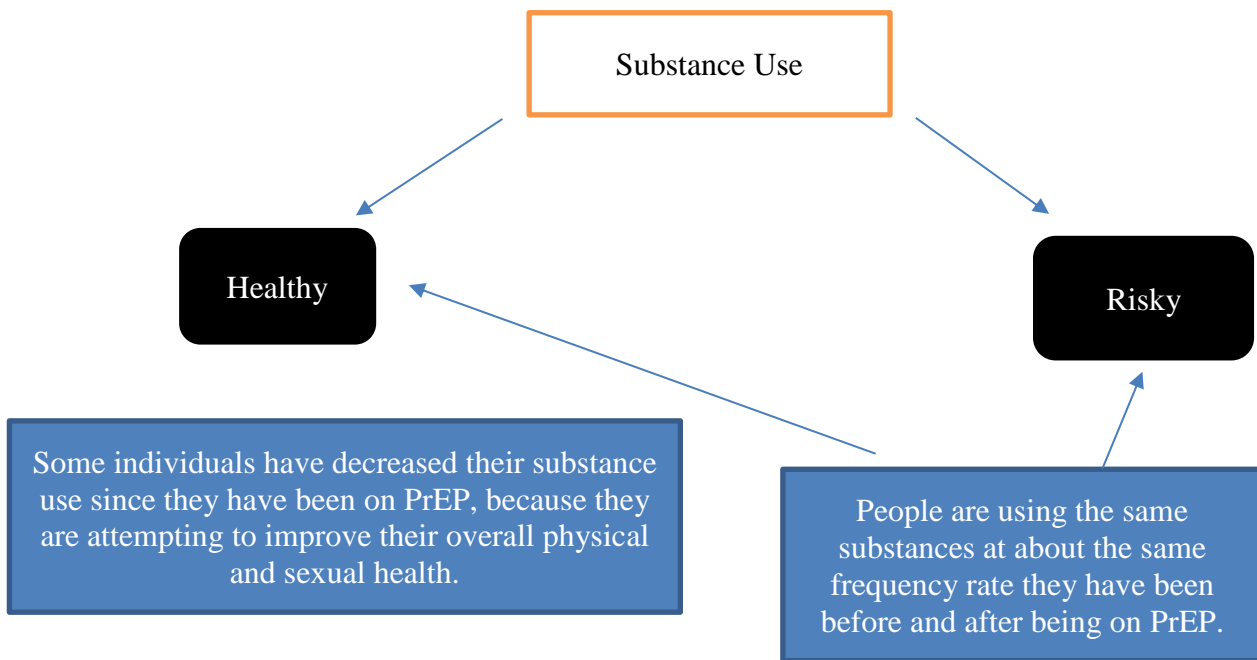 Substance Use
Healthy
Risky
Some individuals have decreased their substance
use since they have been on PrEP, because they
are attempting to improve their overall physical
and sexual health.
People are using the same
substances at about the same
frequency rate they have been
before and after being on PrEP.